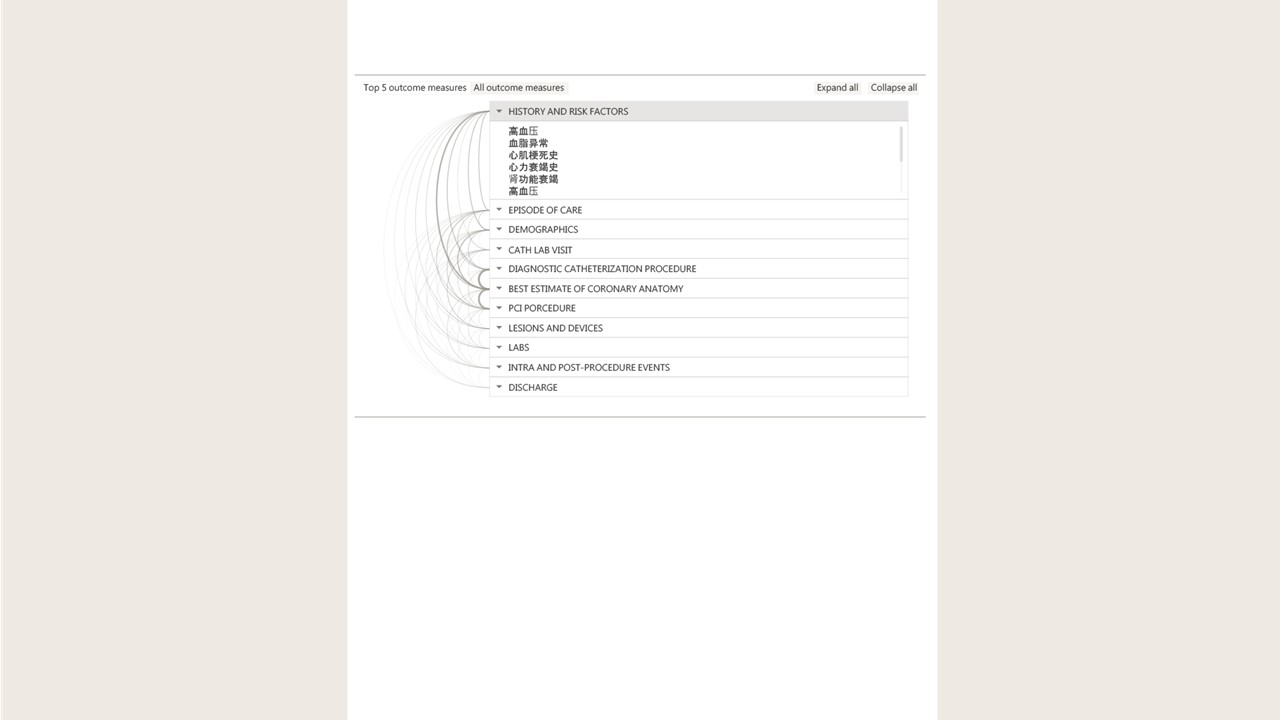 Top 5 outcome measures All outcome measures Expand all Collapse all
HISTORY AND RISK FACTORS
高血压
血脂异常
心肌梗死史
心力衰竭史
肾功能衰竭
高血压
EPISODE OF CARE
DEMOGRAPHICS
CATH LAB VISIT
DIAGNOSTIC CATHETERIZATION PROCEDURE
BEST ESTIMATE OF CORONARY ANATOMY
PCI PORCEDURE
LESIONS AND DEVICES
LABS
INTRA AND POST-PROCEDURE EVENTS
DISCHARGE